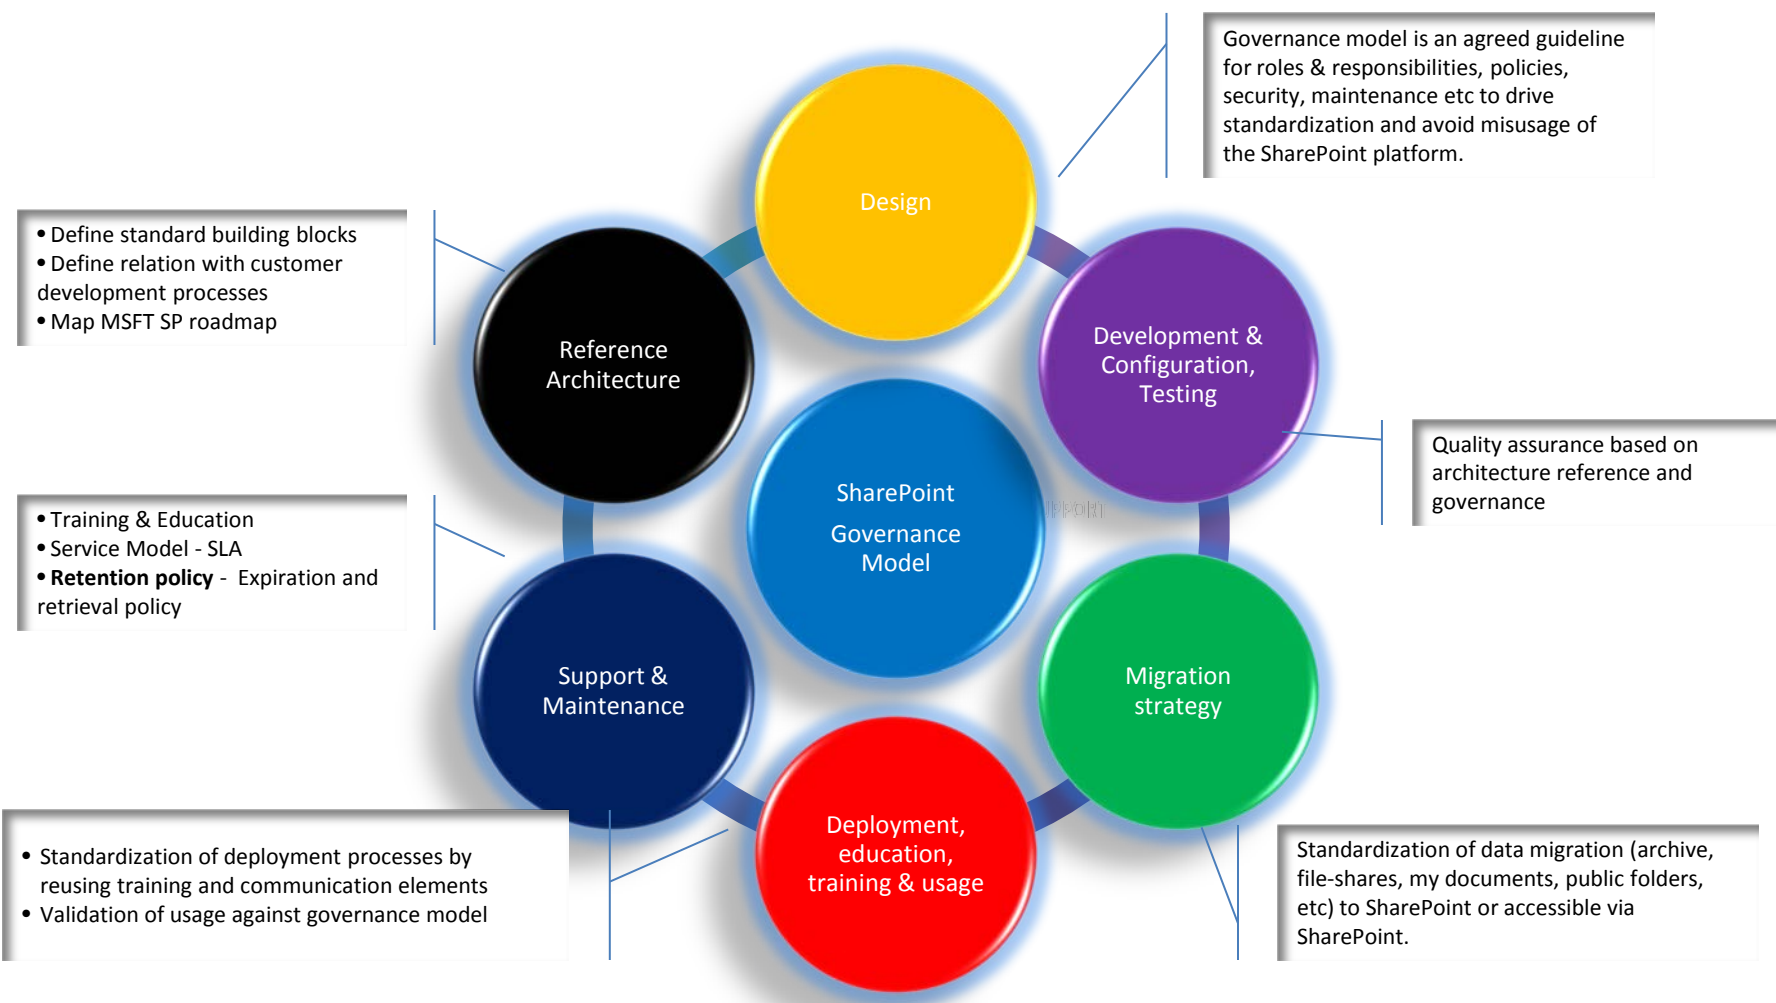 Governance model is an agreed guideline
for roles & responsibilities, policies,
security, maintenance etc to drive
standardization and avoid misusage of
the SharePoint platform.
Design
• Define standard building blocks
• Define relation with customer
development processes
• Map MSFT SP roadmap
Reference
Architecture
Development &
Configuration,
Testing
Quality assurance based on
architecture reference and
governance
SharePoint
Governance
Model
• Training & Education
• Service Model - SLA
• Retention policy - Expiration and
retrieval policy
Support &
Maintenance
Migration
strategy
Deployment,
education,
training & usage
• Standardization of deployment processes by
reusing training and communication elements
• Validation of usage against governance model
Standardization of data migration (archive,
file-shares, my documents, public folders,
etc) to SharePoint or accessible via
SharePoint.